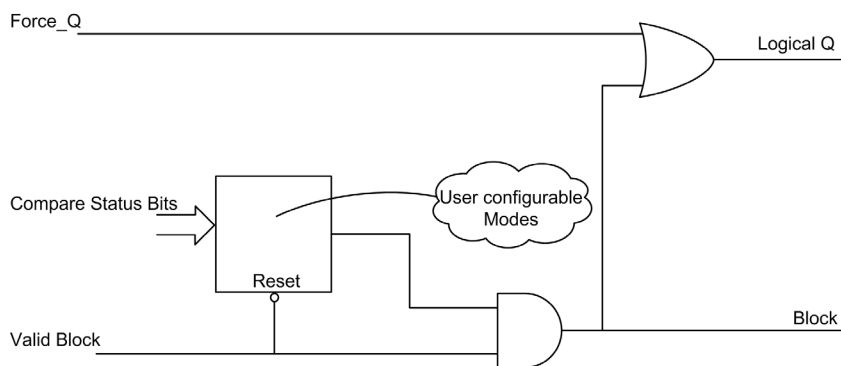 Force_Q
Logical Q
Compare Status Bits
User configurable
Modes
Reset
Valid Block
Block